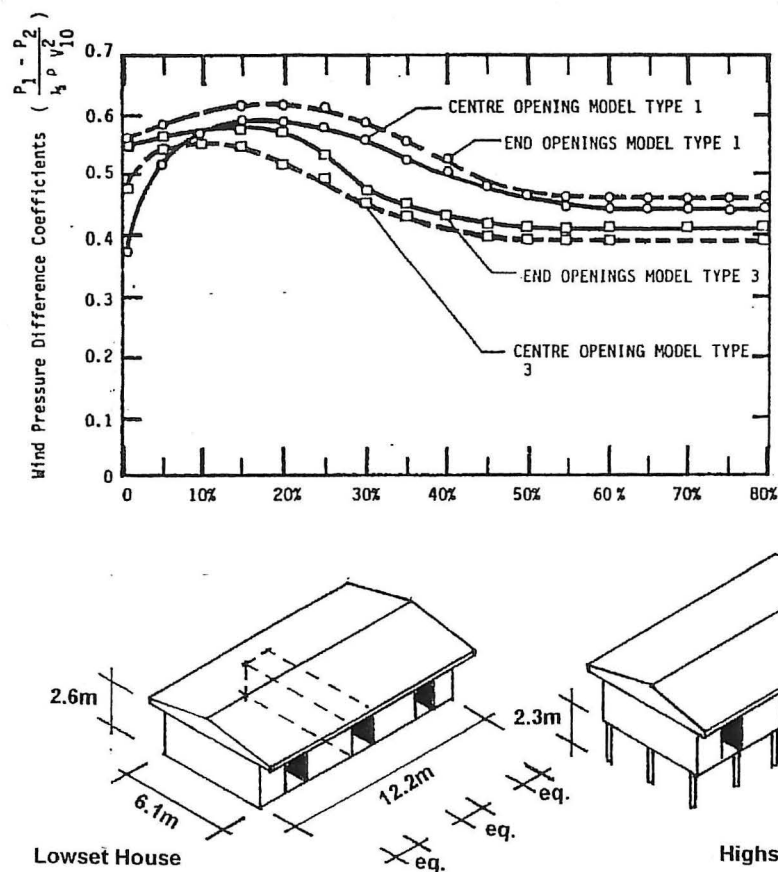 Wind Pressure Difference Coefficients ( P1 - P2 / ½ ρ V²10 )
0.7
0.6
0.5
0.4
0.3
0.2
0.1
0
CENTRE OPENING MODEL TYPE 1
END OPENINGS MODEL TYPE 1
END OPENINGS MODEL TYPE 3
CENTRE OPENING MODEL TYPE
3
0
10%
20%
30%
40%
50%
60%
70%
80%
2.6m
6.1m
12.2m
eq.
eq.
eq.
Lowset House
2.3m
Highs